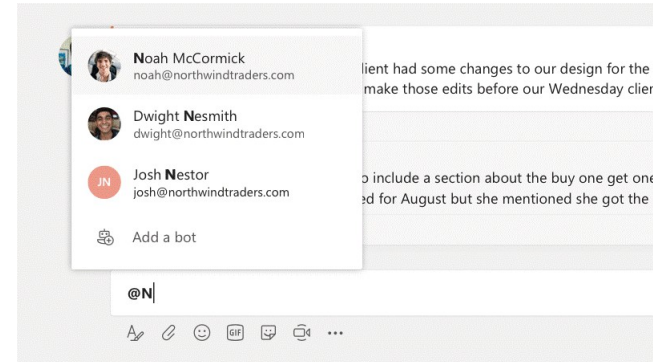 Noah McCormick
noah@northwindtraders.com
Dwight Nesmith
dwight@northwindtraders.com
JN
Josh Nestor
josh@northwindtraders.com
Add a bot
lient had some changes to our design for the
make those edits before our Wednesday clien
o include a section about the buy one get one
ed for August but she mentioned she got the
@N
GIF